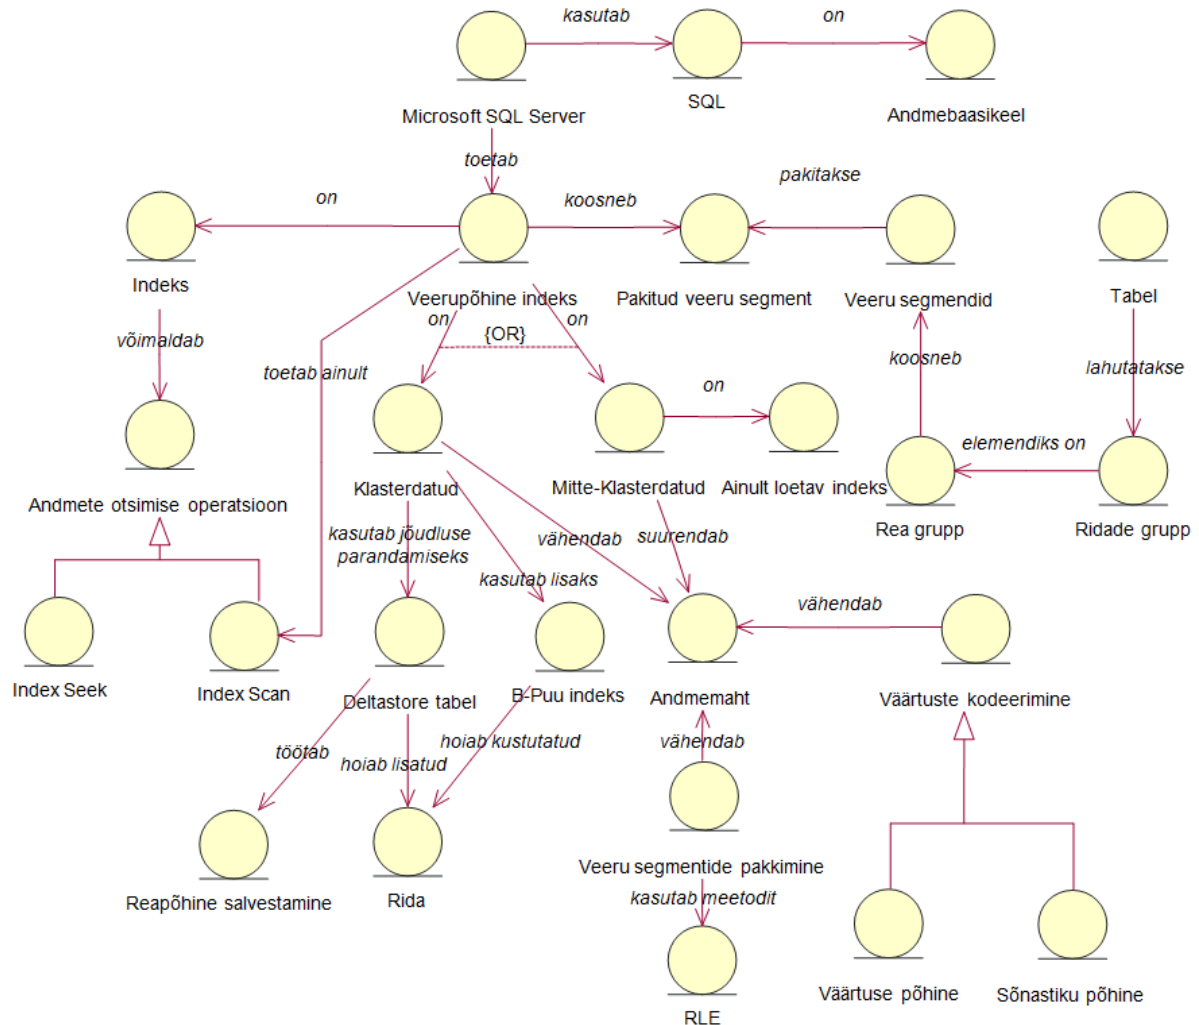 kasutab
on
SQL
Microsoft SQL Server
Andmebaasikeel
toetab
pakitakse
on
koosneb
Indeks
Veerupõhine indeks
Pakitud veeru segment
Veeru segmendid
Tabel
on
on
{OR}
võimaldab
toetab ainult
koosneb
lahutatakse
on
elemendiks on
Andmete otsimise operatsioon
Klasterdatud
Mitte-Klasterdatud
Ainult loetav indeks
Rea grupp
Ridade grupp
kasutab jõudluse
parandamiseks
vähendab
suurendab
kasutab lisaks
vähendab
Index Seek
Index Scan
Deltastore tabel
B-Puu indeks
Andmemaht
Väärtuste kodeerimine
töötab
hoiab lisatud
hoiab kustutatud
vähendab
Reapõhine salvestamine
Rida
Veeru segmentide pakkimine
kasutab meetodit
Väärtuse põhine
Sõnastiku põhine
RLE